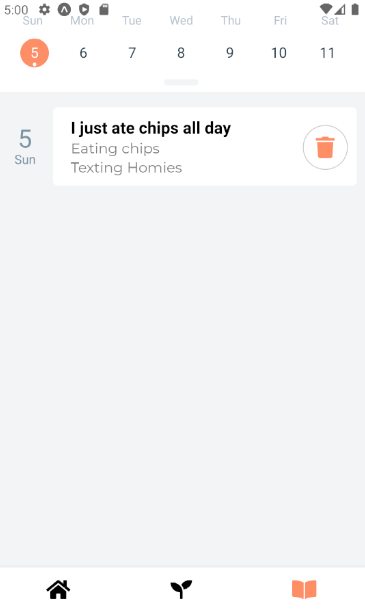 5:00
Sun Mon Tue Wed Thu Fri Sat
5 6 7 8 9 10 11
5
Sun
I just ate chips all day
Eating chips
Texting Homies